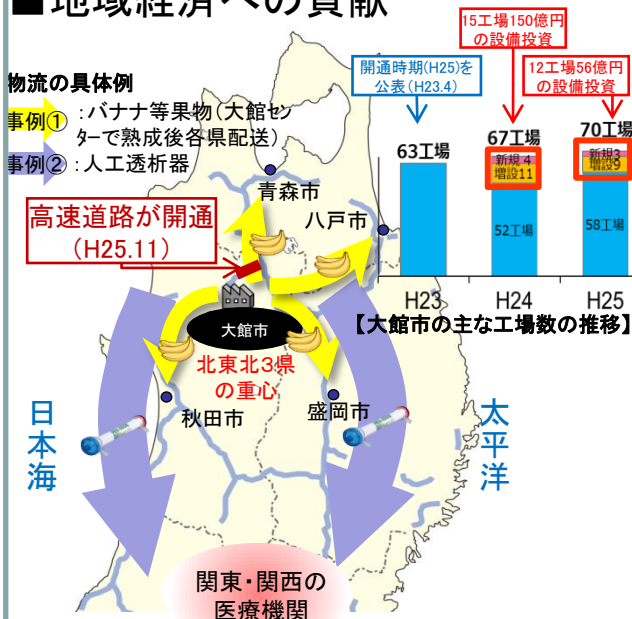 ■地域経済への貢献
物流の具体例
事例① ：バナナ等果物(大館セン
ターで熟成後各県配送)
事例② ：人工透析器
高速道路が開通
(H25.11)
青森市
八戸市
大館市
北東北3県
の重心
秋田市
盛岡市
日本海
太平洋
関東・関西の
医療機関
開通時期(H25)を
公表(H23.4)
15工場150億円
の設備投資
12工場56億円
の設備投資
63工場
67工場
70工場
新規 4
増設11
52工場
新規3
増設9
58工場
H23
H24
H25
【大館市の主な工場数の推移】